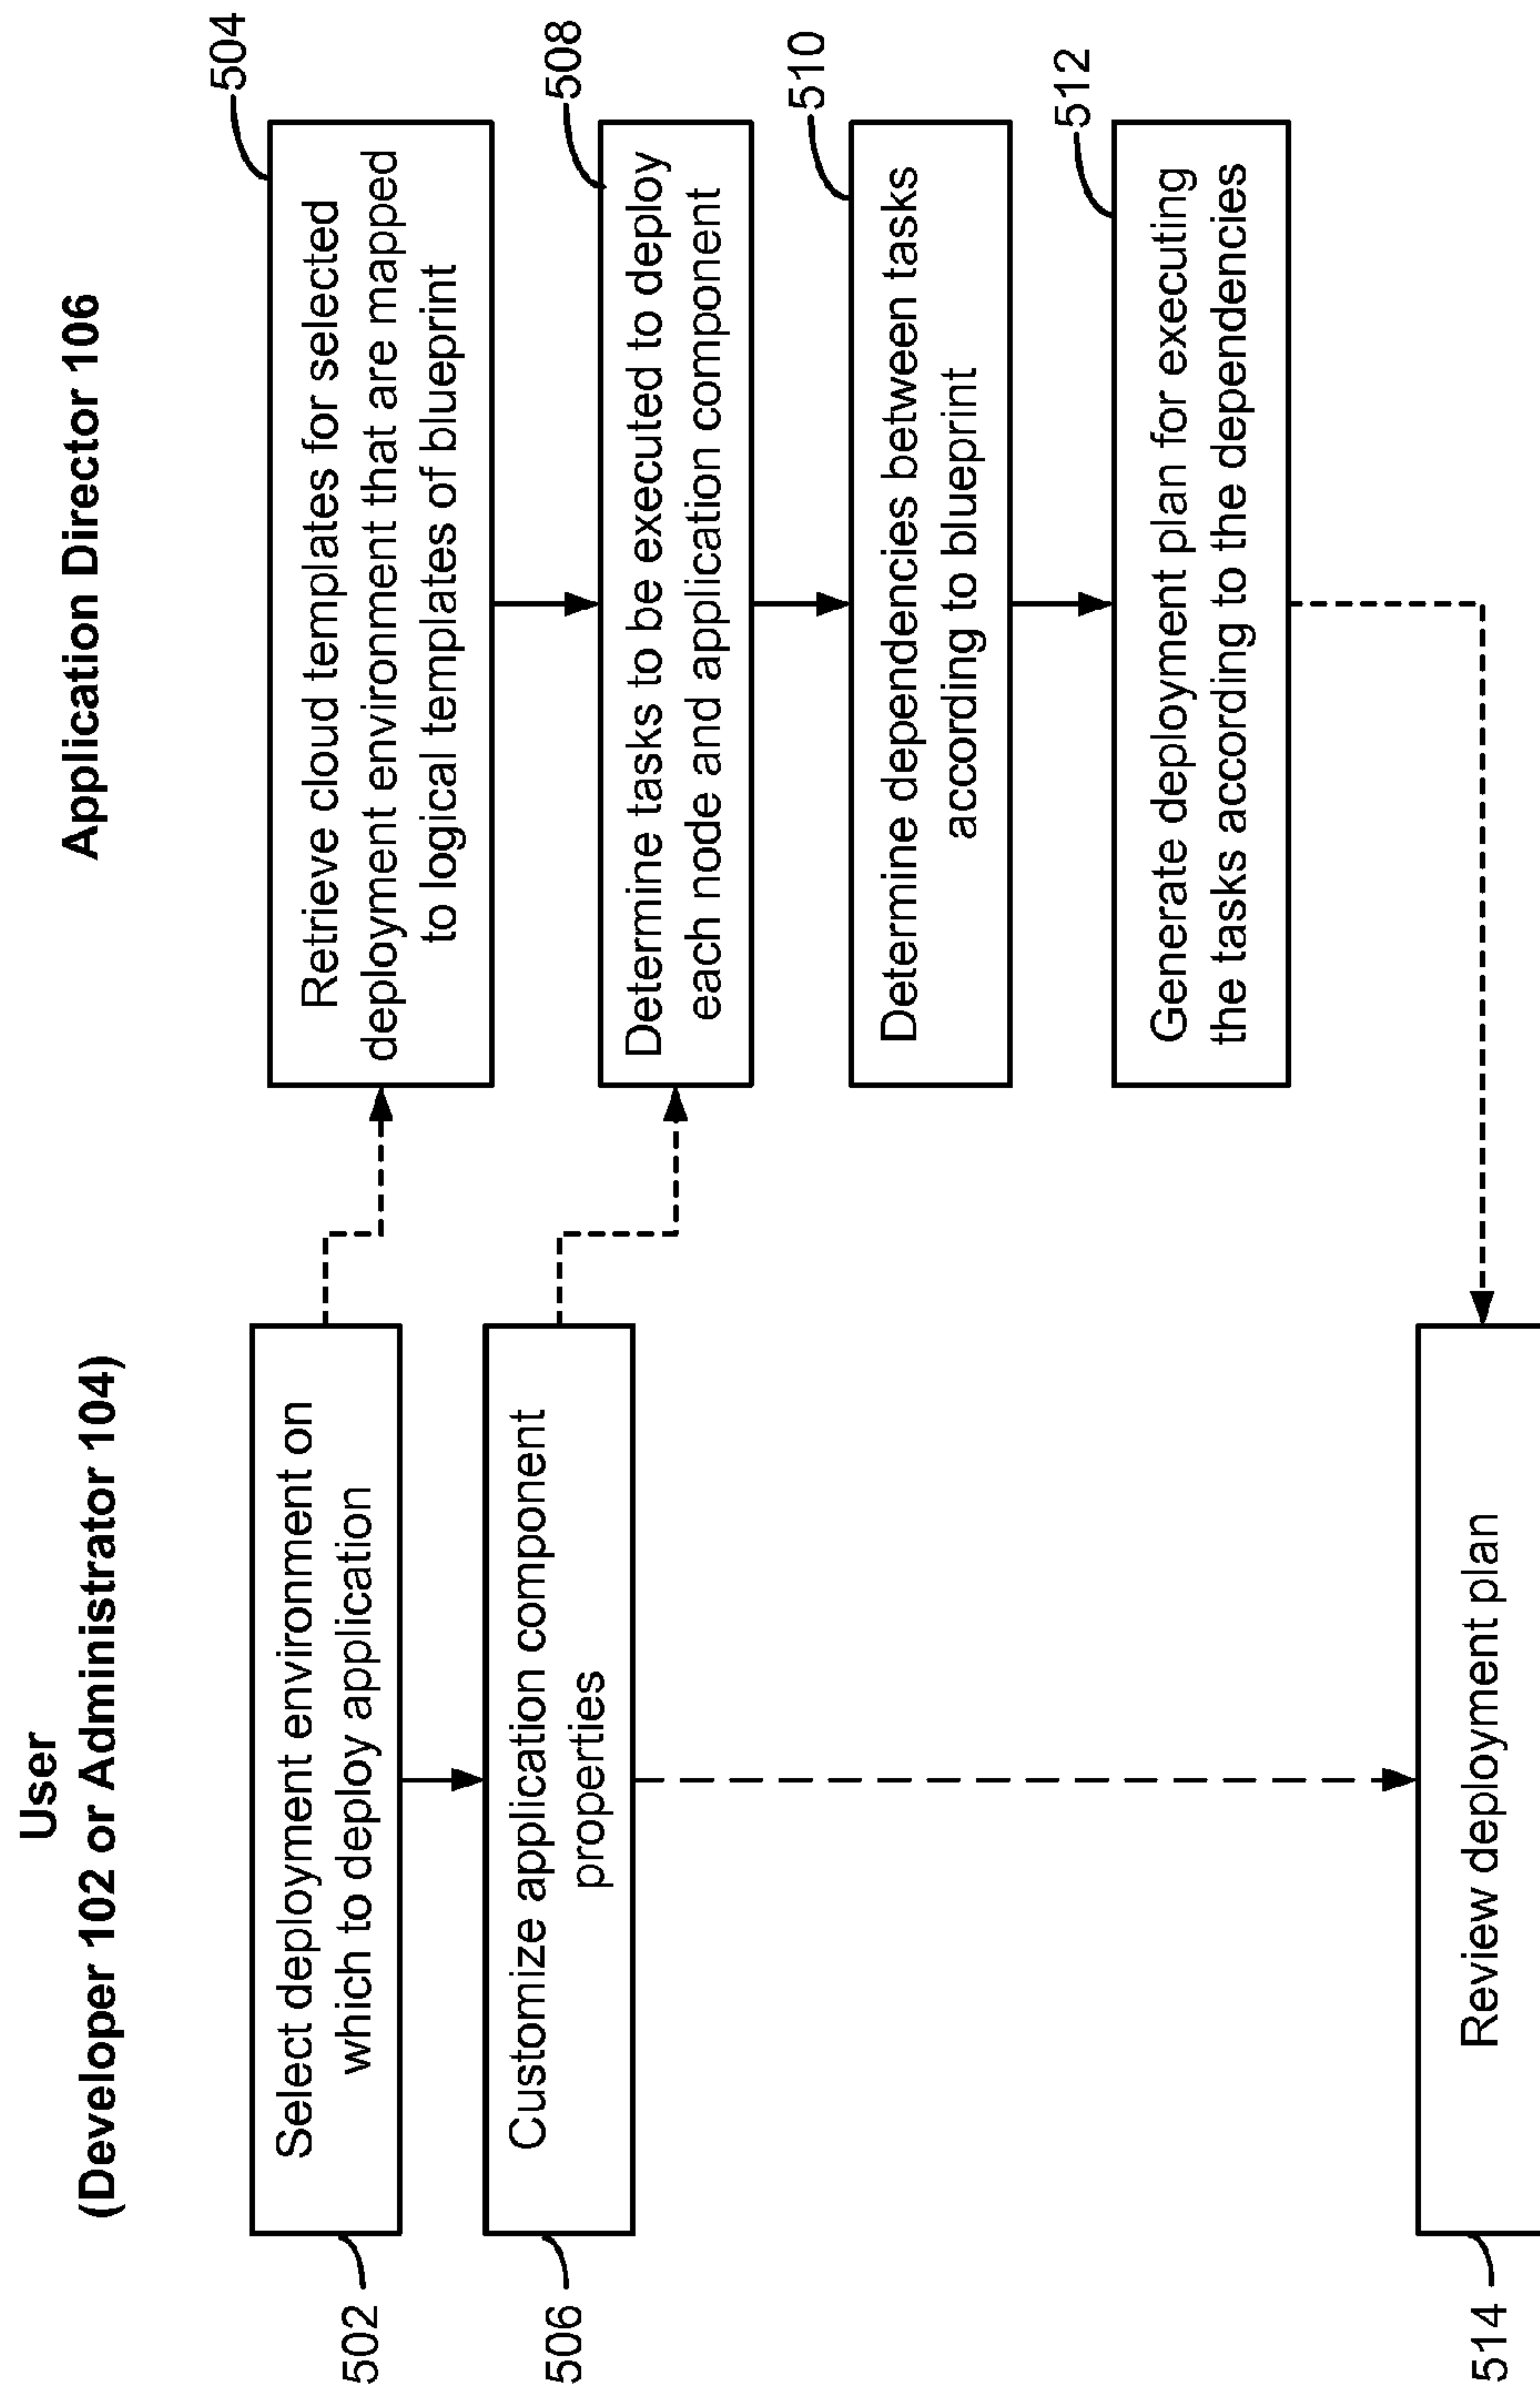 User
(Developer 102 or Administrator 104)
Application Director 106
502
Select deployment environment on
which to deploy application
504
Retrieve cloud templates for selected
deployment environment that are mapped
to logical templates of blueprint
506
Customize application component
properties
508
Determine tasks to be executed to deploy
each node and application component
510
Determine dependencies between tasks
according to blueprint
512
Generate deployment plan for executing
the tasks according to the dependencies
514
Review deployment plan